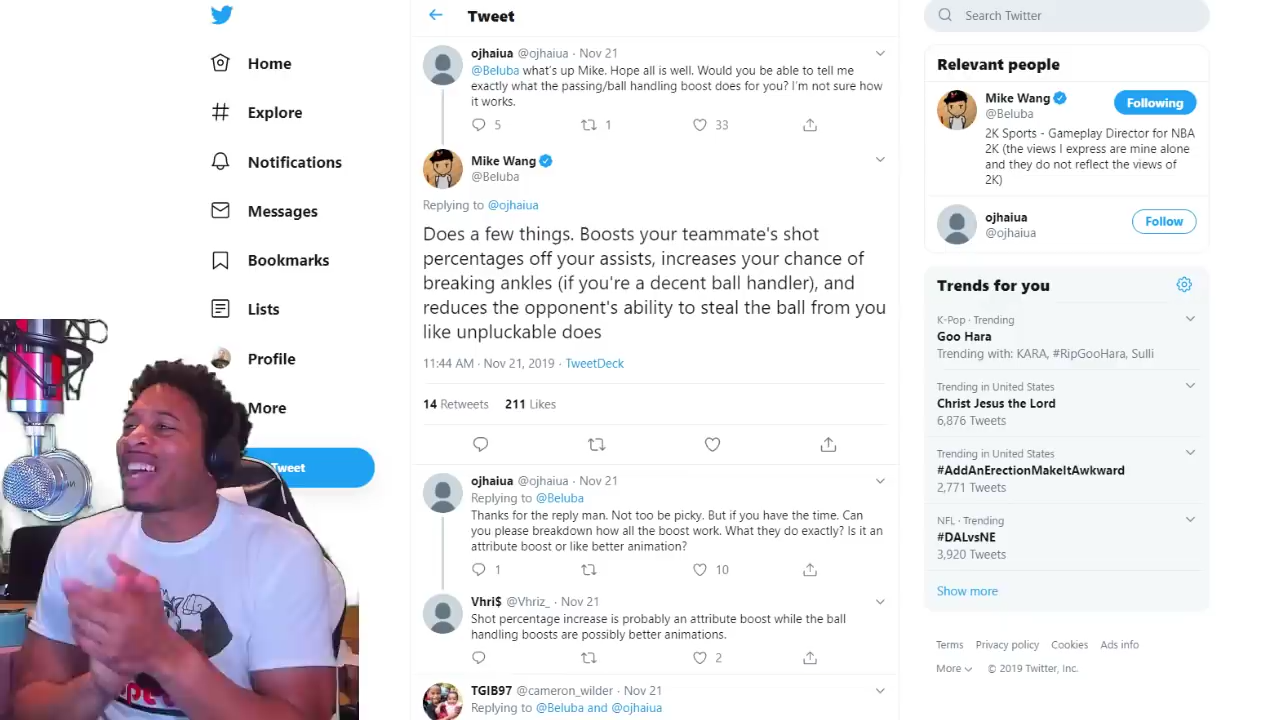 Home
Explore
Notifications
Messages
Bookmarks
Lists
Profile
More
Tweet
Tweet
ojhaiua @ojhaiua · Nov 21
@Beluba what's up Mike. Hope all is well. Would you be able to tell me
exactly what the passing/ball handling boost does for you? I'm not sure how
it works.
5 1 33
Mike Wang
@Beluba
Replying to @ojhaiua
Does a few things. Boosts your teammate's shot
percentages off your assists, increases your chance of
breaking ankles (if you're a decent ball handler), and
reduces the opponent's ability to steal the ball from you
like unpluckable does
11:44 AM · Nov 21, 2019 · TweetDeck
14 Retweets 211 Likes
ojhaiua @ojhaiua · Nov 21
Replying to @Beluba
Thanks for the reply man. Not too be picky. But if you have the time. Can
you please breakdown how all the boost work. What they do exactly? Is it an
attribute boost or like better animation?
1 10
Vhri$ @Vhriz_ · Nov 21
Shot percentage increase is probably an attribute boost while the ball
handling boosts are possibly better animations.
2
TGIB97 @cameron_wilder · Nov 21
Replying to @Beluba and @ojhaiua
Search Twitter
Relevant people
Mike Wang
@Beluba
Following
2K Sports - Gameplay Director for NBA
2K (the views I express are mine alone
and they do not reflect the views of
2K)
ojhaiua
@ojhaiua
Follow
Trends for you
K-Pop · Trending
Goo Hara
Trending with: KARA, #RipGooHara, Sulli
Trending in United States
Christ Jesus the Lord
6,876 Tweets
Trending in United States
#AddAnErectionMakeItAwkward
2,771 Tweets
NFL · Trending
#DALvsNE
3,920 Tweets
Show more
Terms Privacy policy Cookies Ads info
More © 2019 Twitter, Inc.